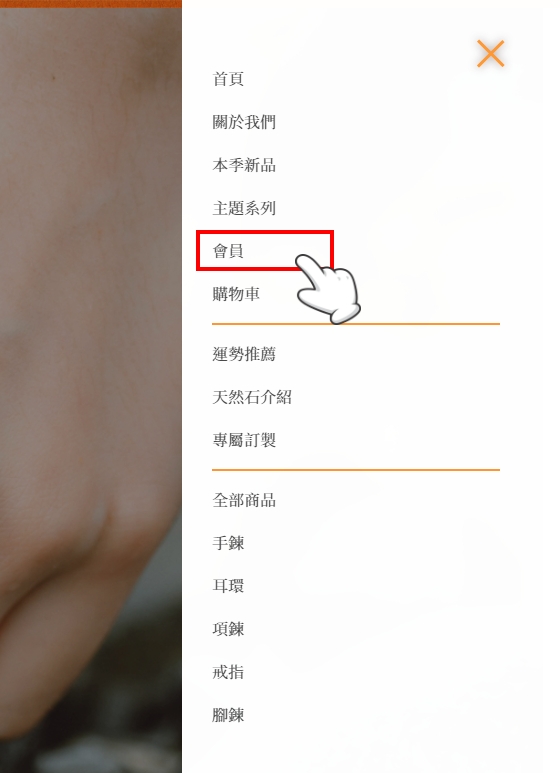 首頁
關於我們
本季新品
主題系列
會員
購物車
運勢推薦
天然石介紹
專屬訂製
全部商品
手鍊
耳環
項鍊
戒指
腳鍊